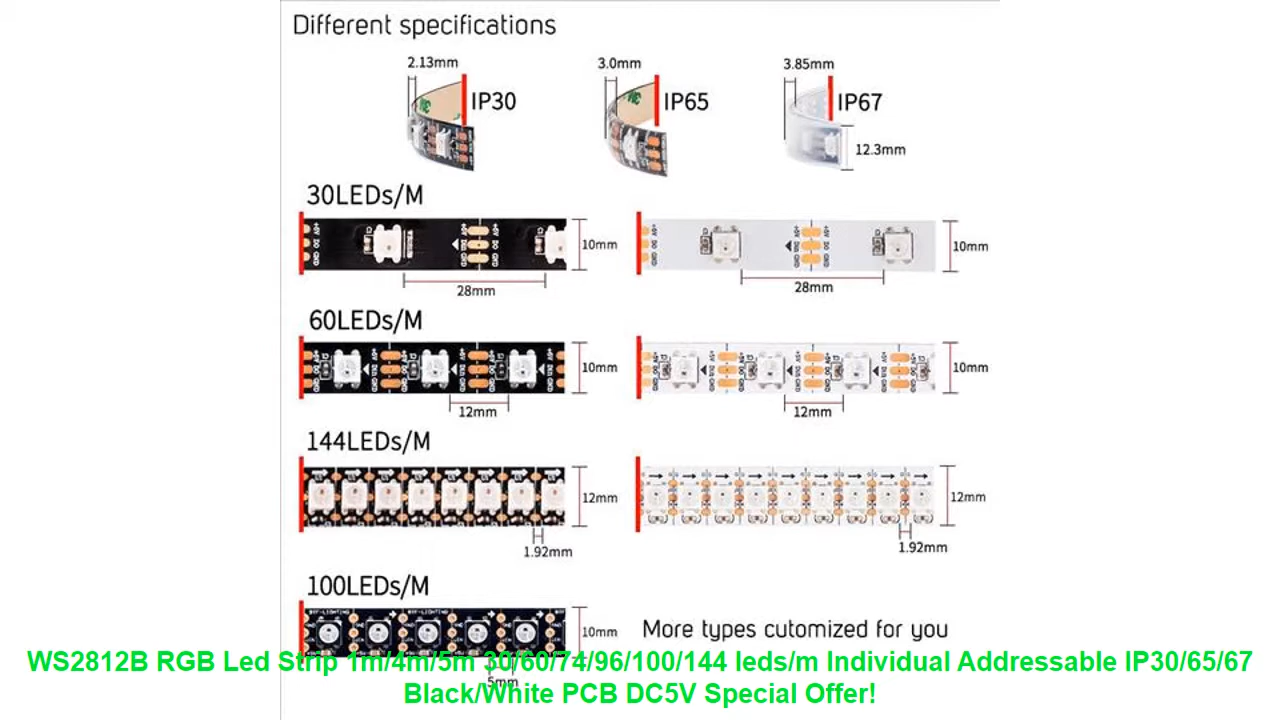 Different specifications
2.13mm
3.0mm
3.85mm
IP30
IP65
IP67
12.3mm
30LEDs/M
10mm
10mm
28mm
28mm
60LEDs/M
10mm
10mm
12mm
12mm
144LEDs/M
12mm
12mm
1.92mm
1.92mm
100LEDs/M
10mm
More types cutomized for you
WS2812B RGB Led Strip 1m/4m/5m 30/60/74/96/100/144 leds/m Individual Addressable IP30/65/67
5mm
Black/White PCB DC5V Special Offer!